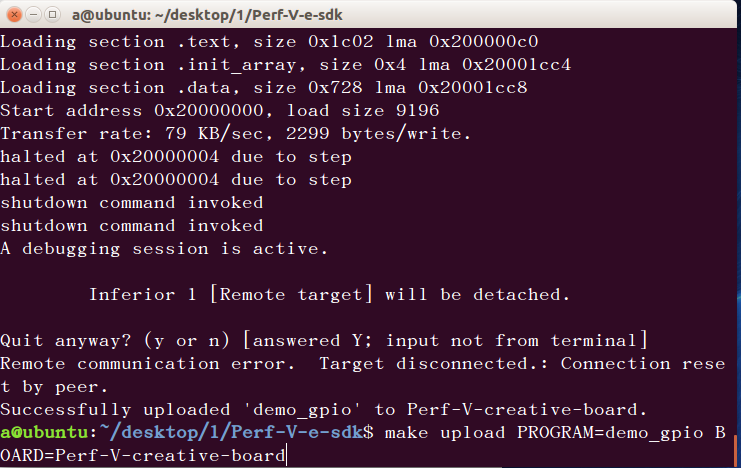 a@ubuntu: ~/desktop/1/Perf-V-e-sdk
Loading section .text, size 0x1c02 lma 0x200000c0
Loading section .init_array, size 0x4 lma 0x20001cc4
Loading section .data, size 0x728 lma 0x20001cc8
Start address 0x20000000, load size 9196
Transfer rate: 79 KB/sec, 2299 bytes/write.
halted at 0x20000004 due to step
halted at 0x20000004 due to step
shutdown command invoked
shutdown command invoked
A debugging session is active.
Inferior 1 [Remote target] will be detached.
Quit anyway? (y or n) [answered Y; input not from terminal]
Remote communication error.  Target disconnected.: Connection rese
t by peer.
Successfully uploaded 'demo_gpio' to Perf-V-creative-board.
a@ubuntu:~/desktop/1/Perf-V-e-sdk$ make upload PROGRAM=demo_gpio B
OARD=Perf-V-creative-board